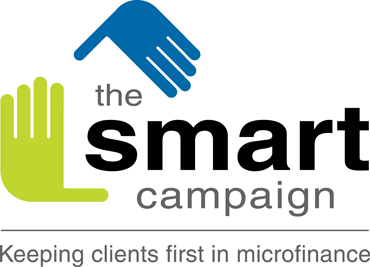 the
smart
campaign
Keeping clients first in microfinance